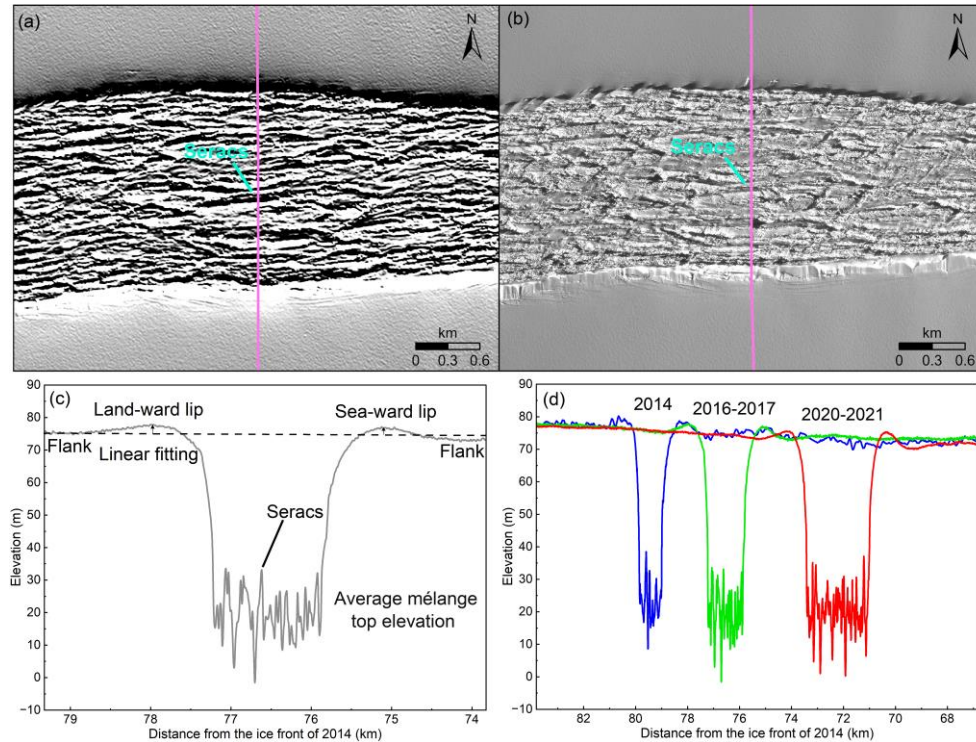 (a)
N
Seracs
km
0 0.3 0.6
(b)
N
Seracs
km
0 0.3 0.6
(c)
Land-ward lip
Sea-ward lip
Flank
Linear fitting
Flank
Seracs
Average mélange
top elevation
Elevation (m)
90
80
70
60
50
40
30
20
10
0
−10
79 78 77 76 75 74
Distance from the ice front of 2014 (km)
(d)
2014 2016-2017 2020-2021
Elevation (m)
90
80
70
60
50
40
30
20
10
0
−10
82 80 78 76 74 72 70 68
Distance from the ice front of 2014 (km)